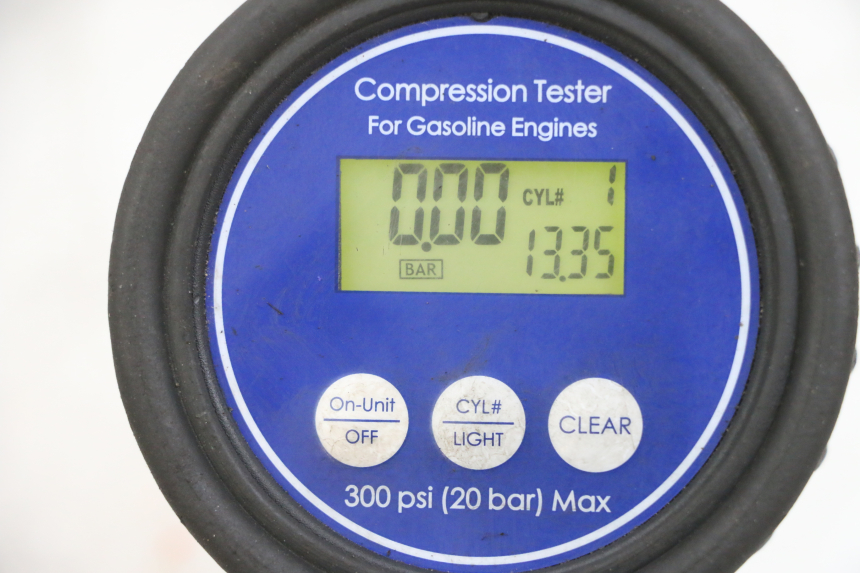 Compression Tester
For Gasoline Engines
0.00 CYL# 1
BAR 13.35
On-Unit CYL# CLEAR
OFF LIGHT
300 psi (20 bar) Max